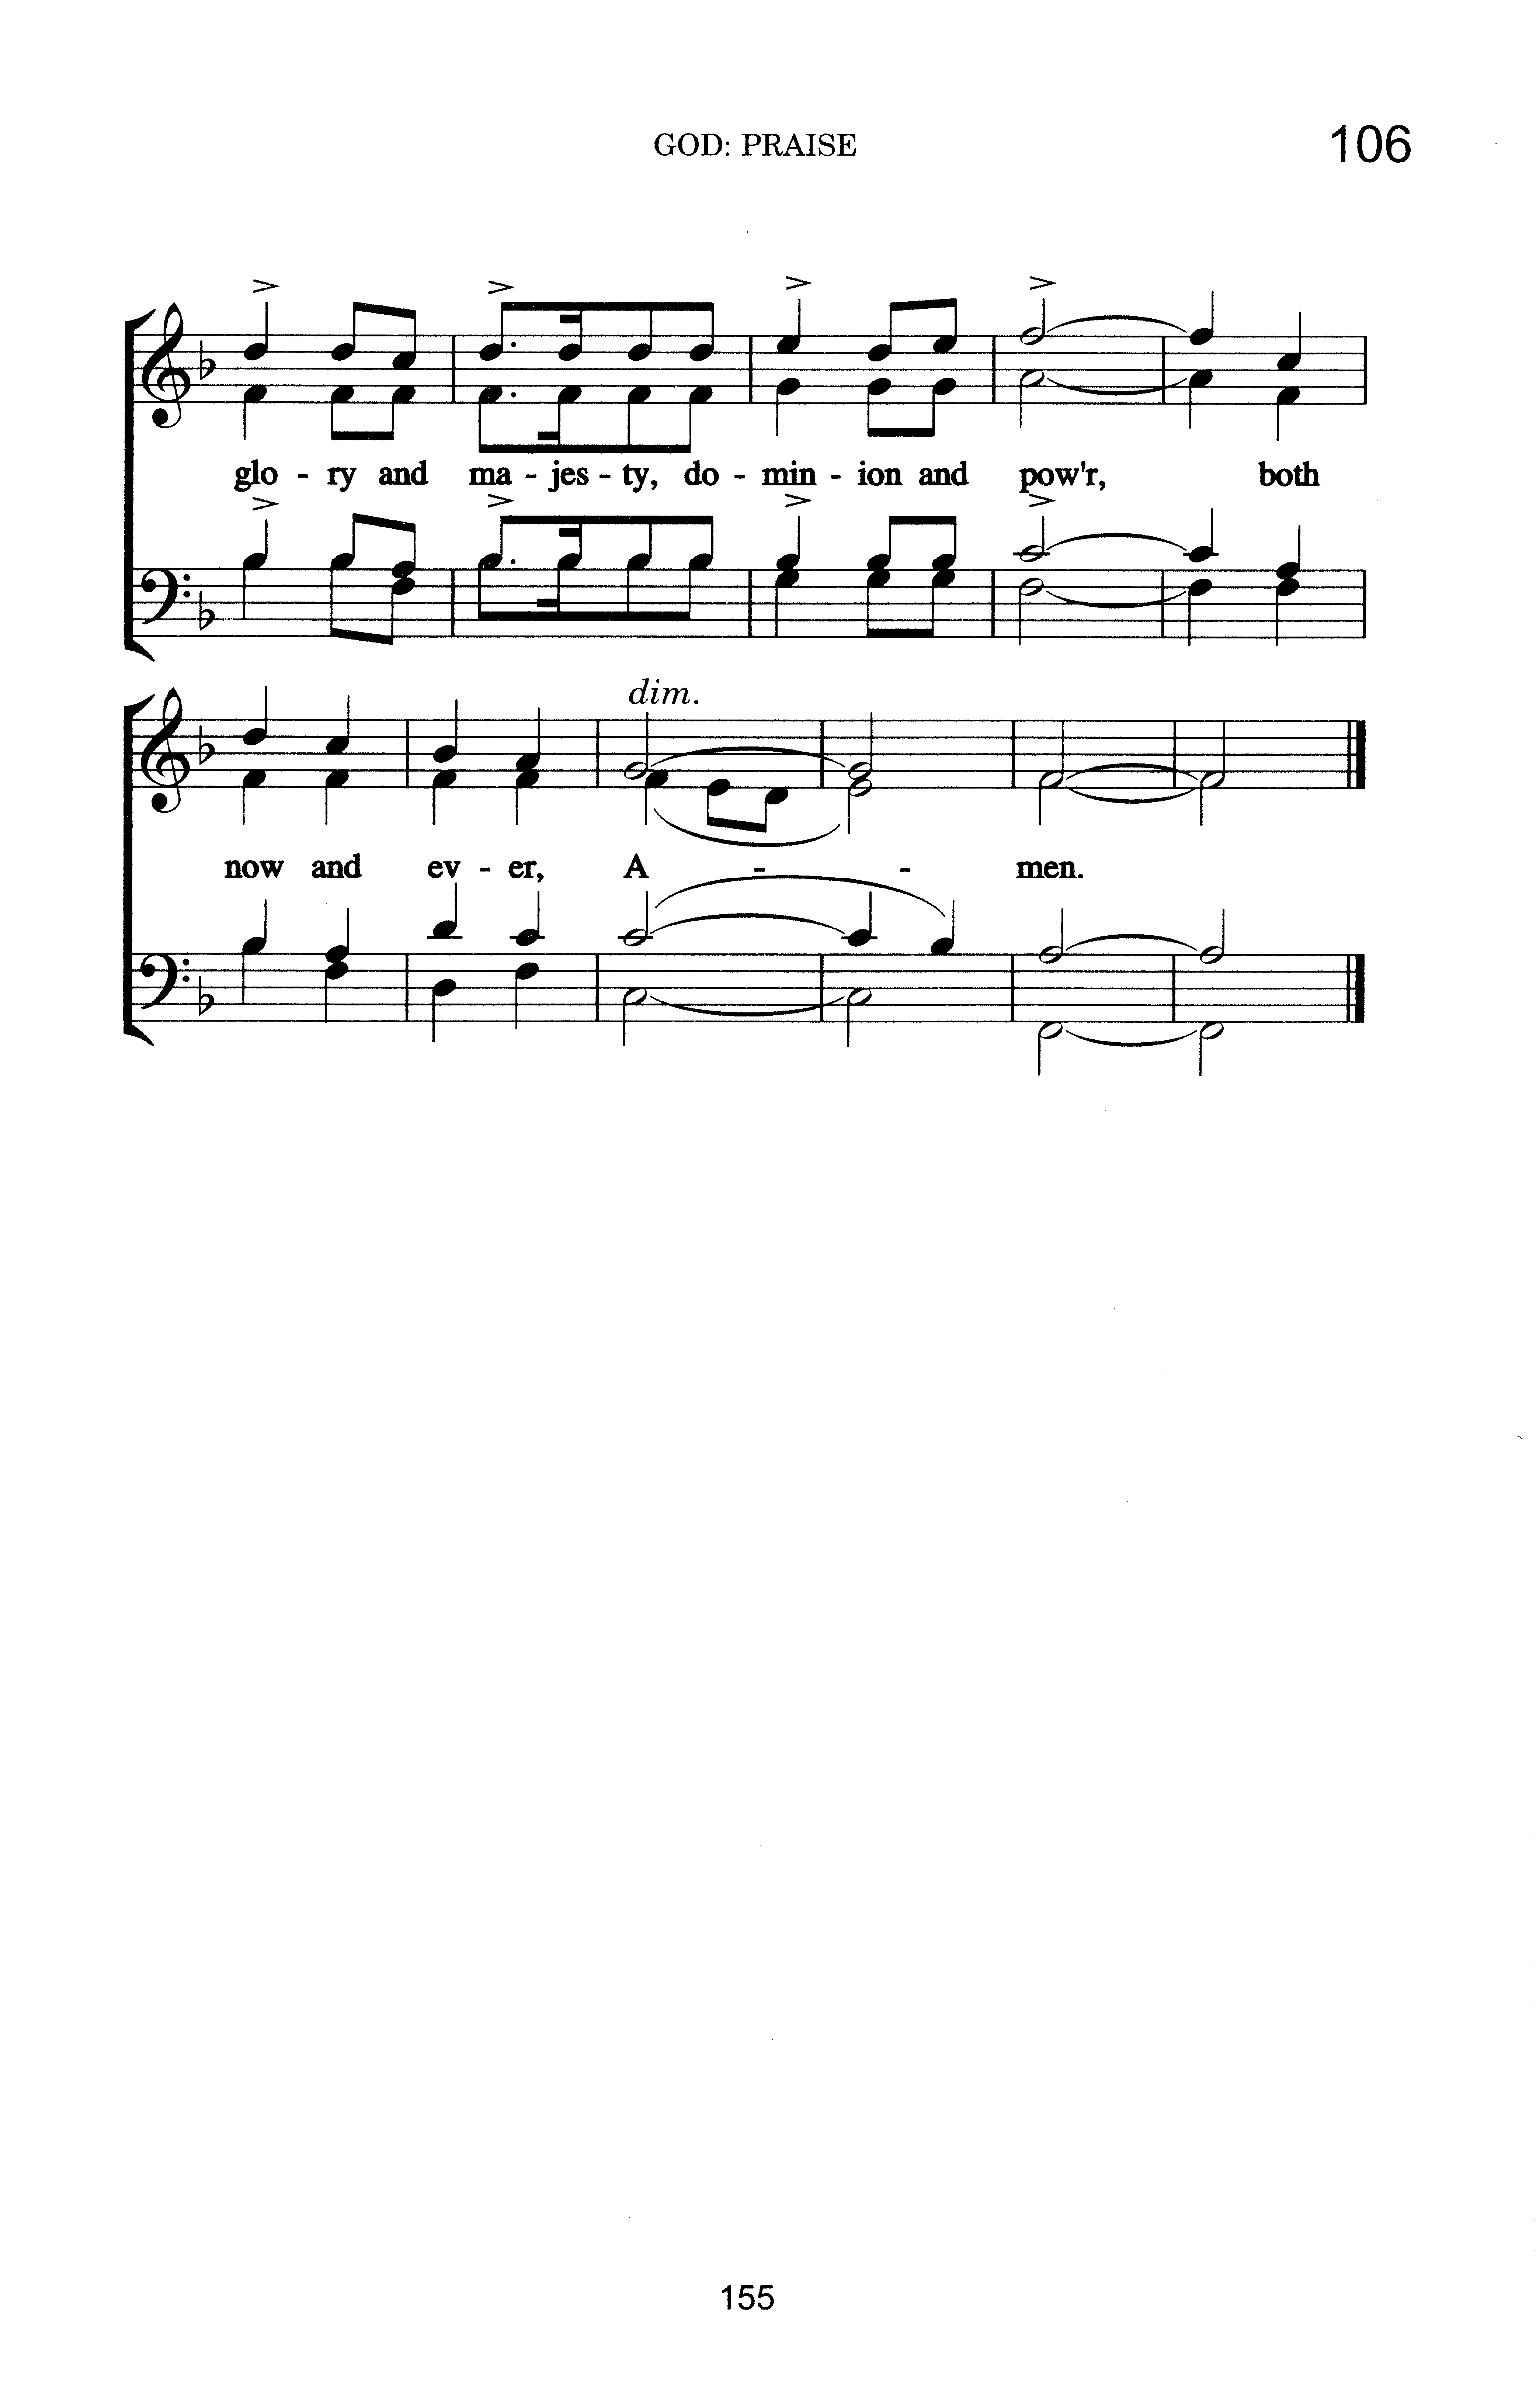 GOD: PRAISE 106
glo - ry and ma - jes - ty, do - min - ion and pow'r, both
dim.
now and ev - er, A - - men.
155